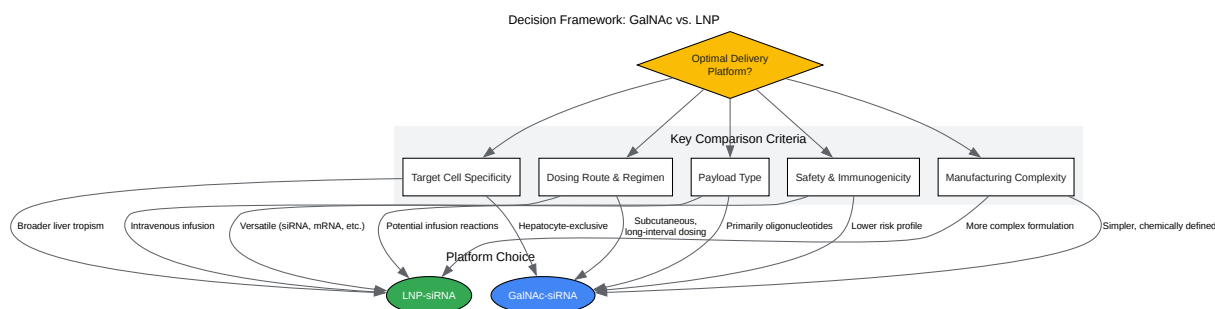 Decision Framework: GalNAc vs. LNP
Optimal Delivery
Platform?
Key Comparison Criteria
Target Cell Specificity
Dosing Route & Regimen
Payload Type
Safety & Immunogenicity
Manufacturing Complexity
Broader liver tropism
Intravenous infusion
Versatile (siRNA, mRNA, etc.)
Potential infusion reactions
Hepatocyte-exclusive
Subcutaneous,
long-interval dosing
Primarily oligonucleotides
Lower risk profile
More complex formulation
Simpler, chemically defined
Platform Choice
LNP-siRNA
GalNAc-siRNA